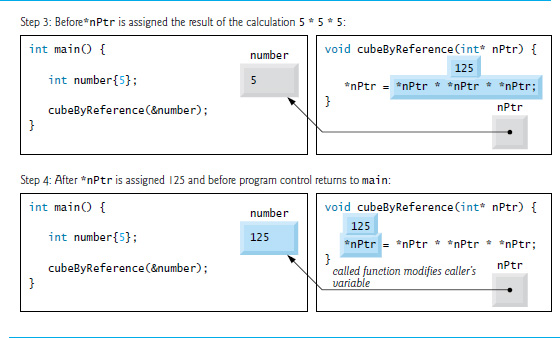 Step 3: Before*nPtr is assigned the result of the calculation 5 * 5 * 5:
int main() {
int number{5};
cubeByReference(&number);
}
number
5
void cubeByReference(int* nPtr) {
125
*nPtr = *nPtr * *nPtr * *nPtr;
}
nPtr
Step 4: After *nPtr is assigned 125 and before program control returns to main:
int main() {
int number{5};
cubeByReference(&number);
}
number
125
void cubeByReference(int* nPtr) {
125
*nPtr = *nPtr * *nPtr * *nPtr;
}
called function modifies caller's
variable
nPtr